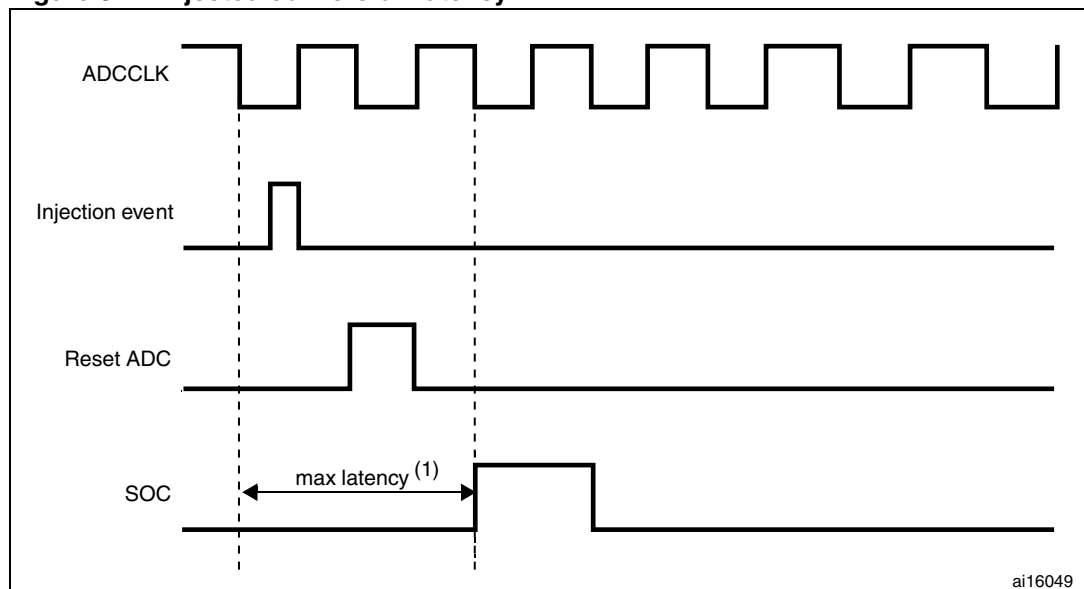 ADCCLK
Injection event
Reset ADC
max latency (1)
SOC
ai16049